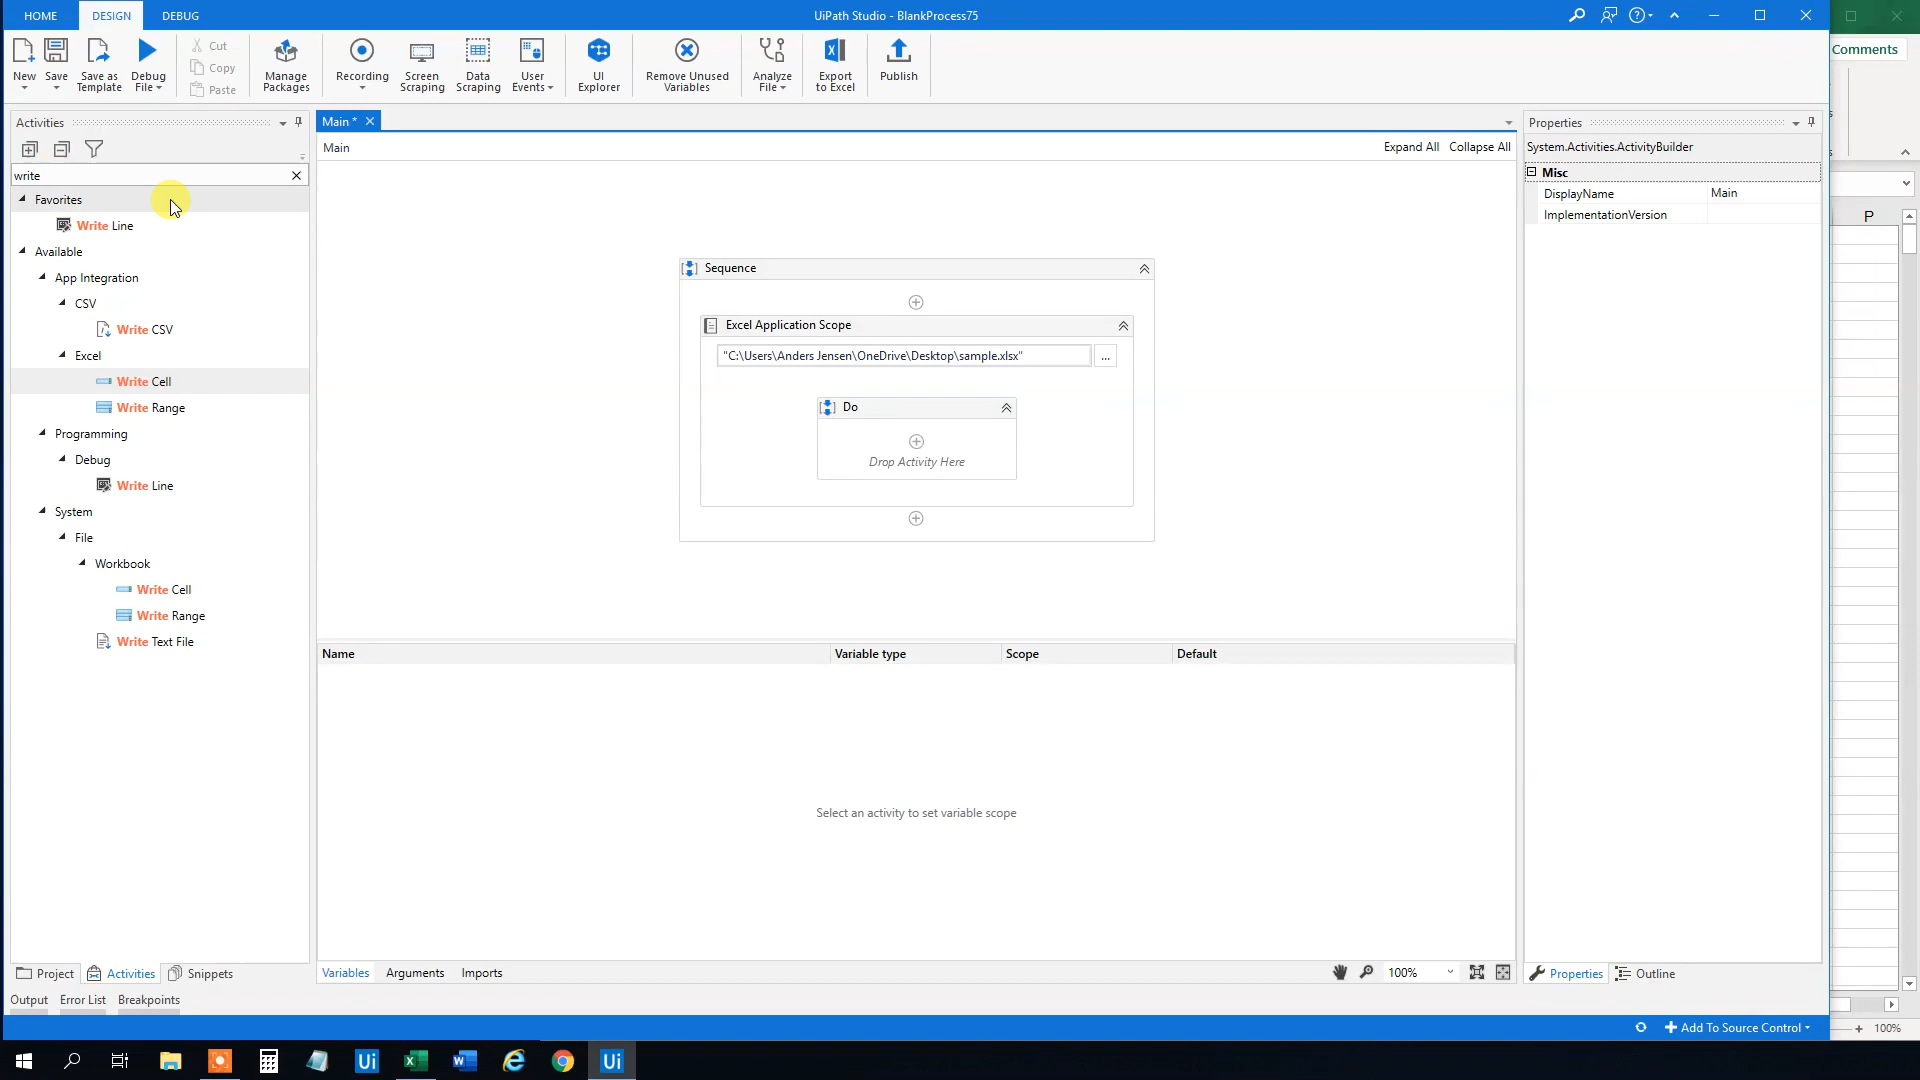 HOME DESIGN DEBUG UiPath Studio - BlankProcess75
New Save Save as Template Debug File Cut Copy Paste Manage Packages Recording Screen Scraping Data Scraping User Events UI Explorer Remove Unused Variables Analyze File Export to Excel Publish Comments
Activities
write
Favorites
Write Line
Available
App Integration
CSV
Write CSV
Excel
Write Cell
Write Range
Programming
Debug
Write Line
System
File
Workbook
Write Cell
Write Range
Write Text File
Project Activities Snippets
Main *
Main Expand All Collapse All
Sequence
Excel Application Scope
"C:\Users\Anders Jensen\OneDrive\Desktop\sample.xlsx" ...
Do
Drop Activity Here
Name Variable type Scope Default
Select an activity to set variable scope
Variables Arguments Imports 100%
Properties
System.Activities.ActivityBuilder
Misc
DisplayName Main
ImplementationVersion
Properties Outline
P
Output Error List Breakpoints
Add To Source Control 100%
Ui Ui